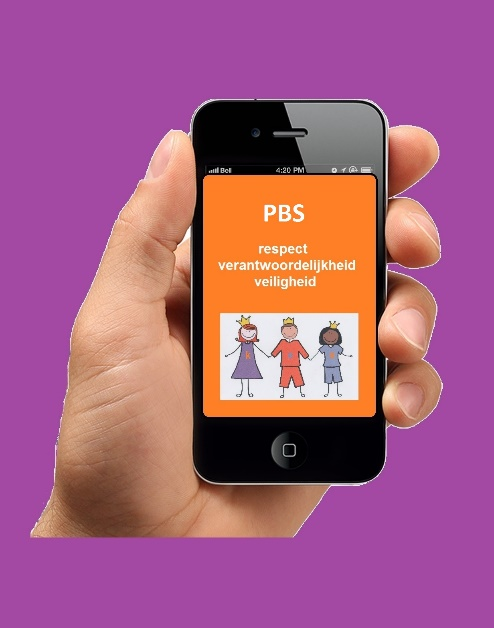 Bell 4:20 PM
PBS
respect
verantwoordelijkheid
veiligheid